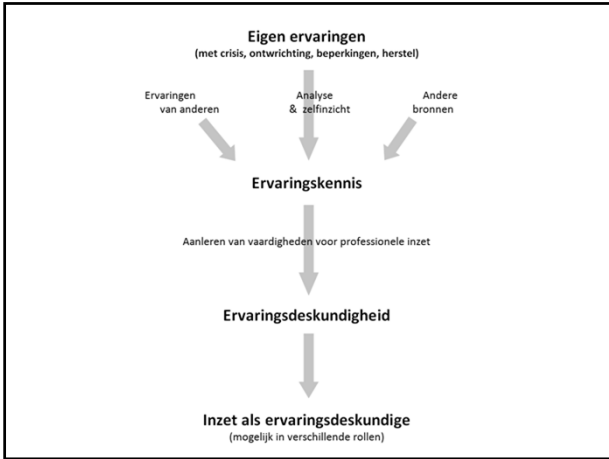 Eigen ervaringen
(met crisis, ontwrichting, beperkingen, herstel)
Ervaringen
van anderen
Analyse
& zelfinzicht
Andere
bronnen
Ervaringskennis
Aanleren van vaardigheden voor professionele inzet
Ervaringsdeskundigheid
Inzet als ervaringsdeskundige
(mogelijk in verschillende rollen)